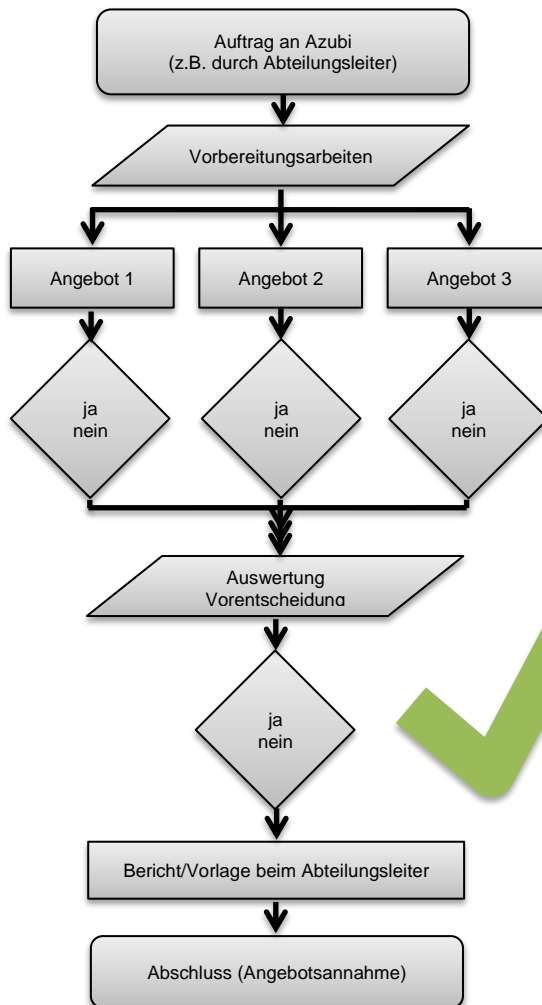 Auftrag an Azubi
(z.B. durch Abteilungsleiter)
Vorbereitungsarbeiten
Angebot 1
Angebot 2
Angebot 3
ja
nein
ja
nein
ja
nein
Auswertung
Vorentscheidung
ja
nein
Bericht/Vorlage beim Abteilungsleiter
Abschluss (Angebotsannahme)